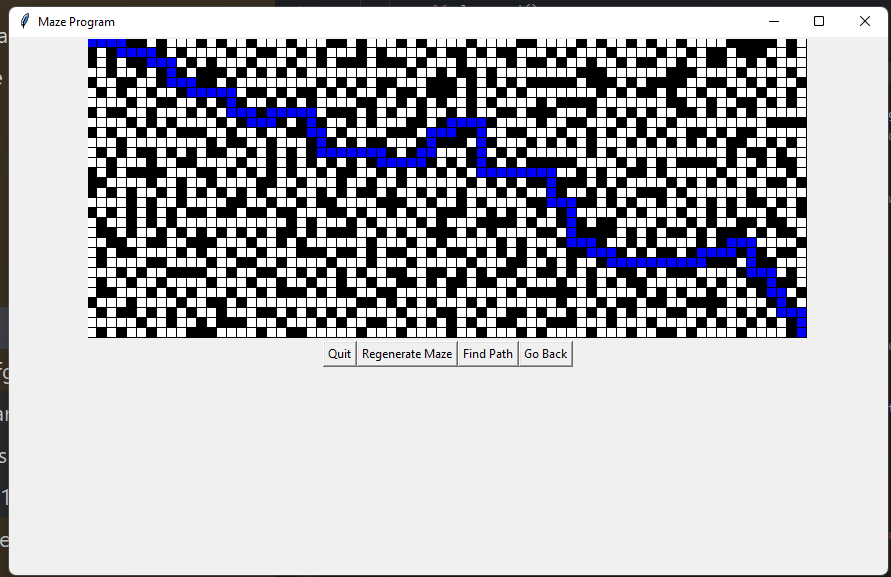 Maze Program
Quit Regenerate Maze Find Path Go Back